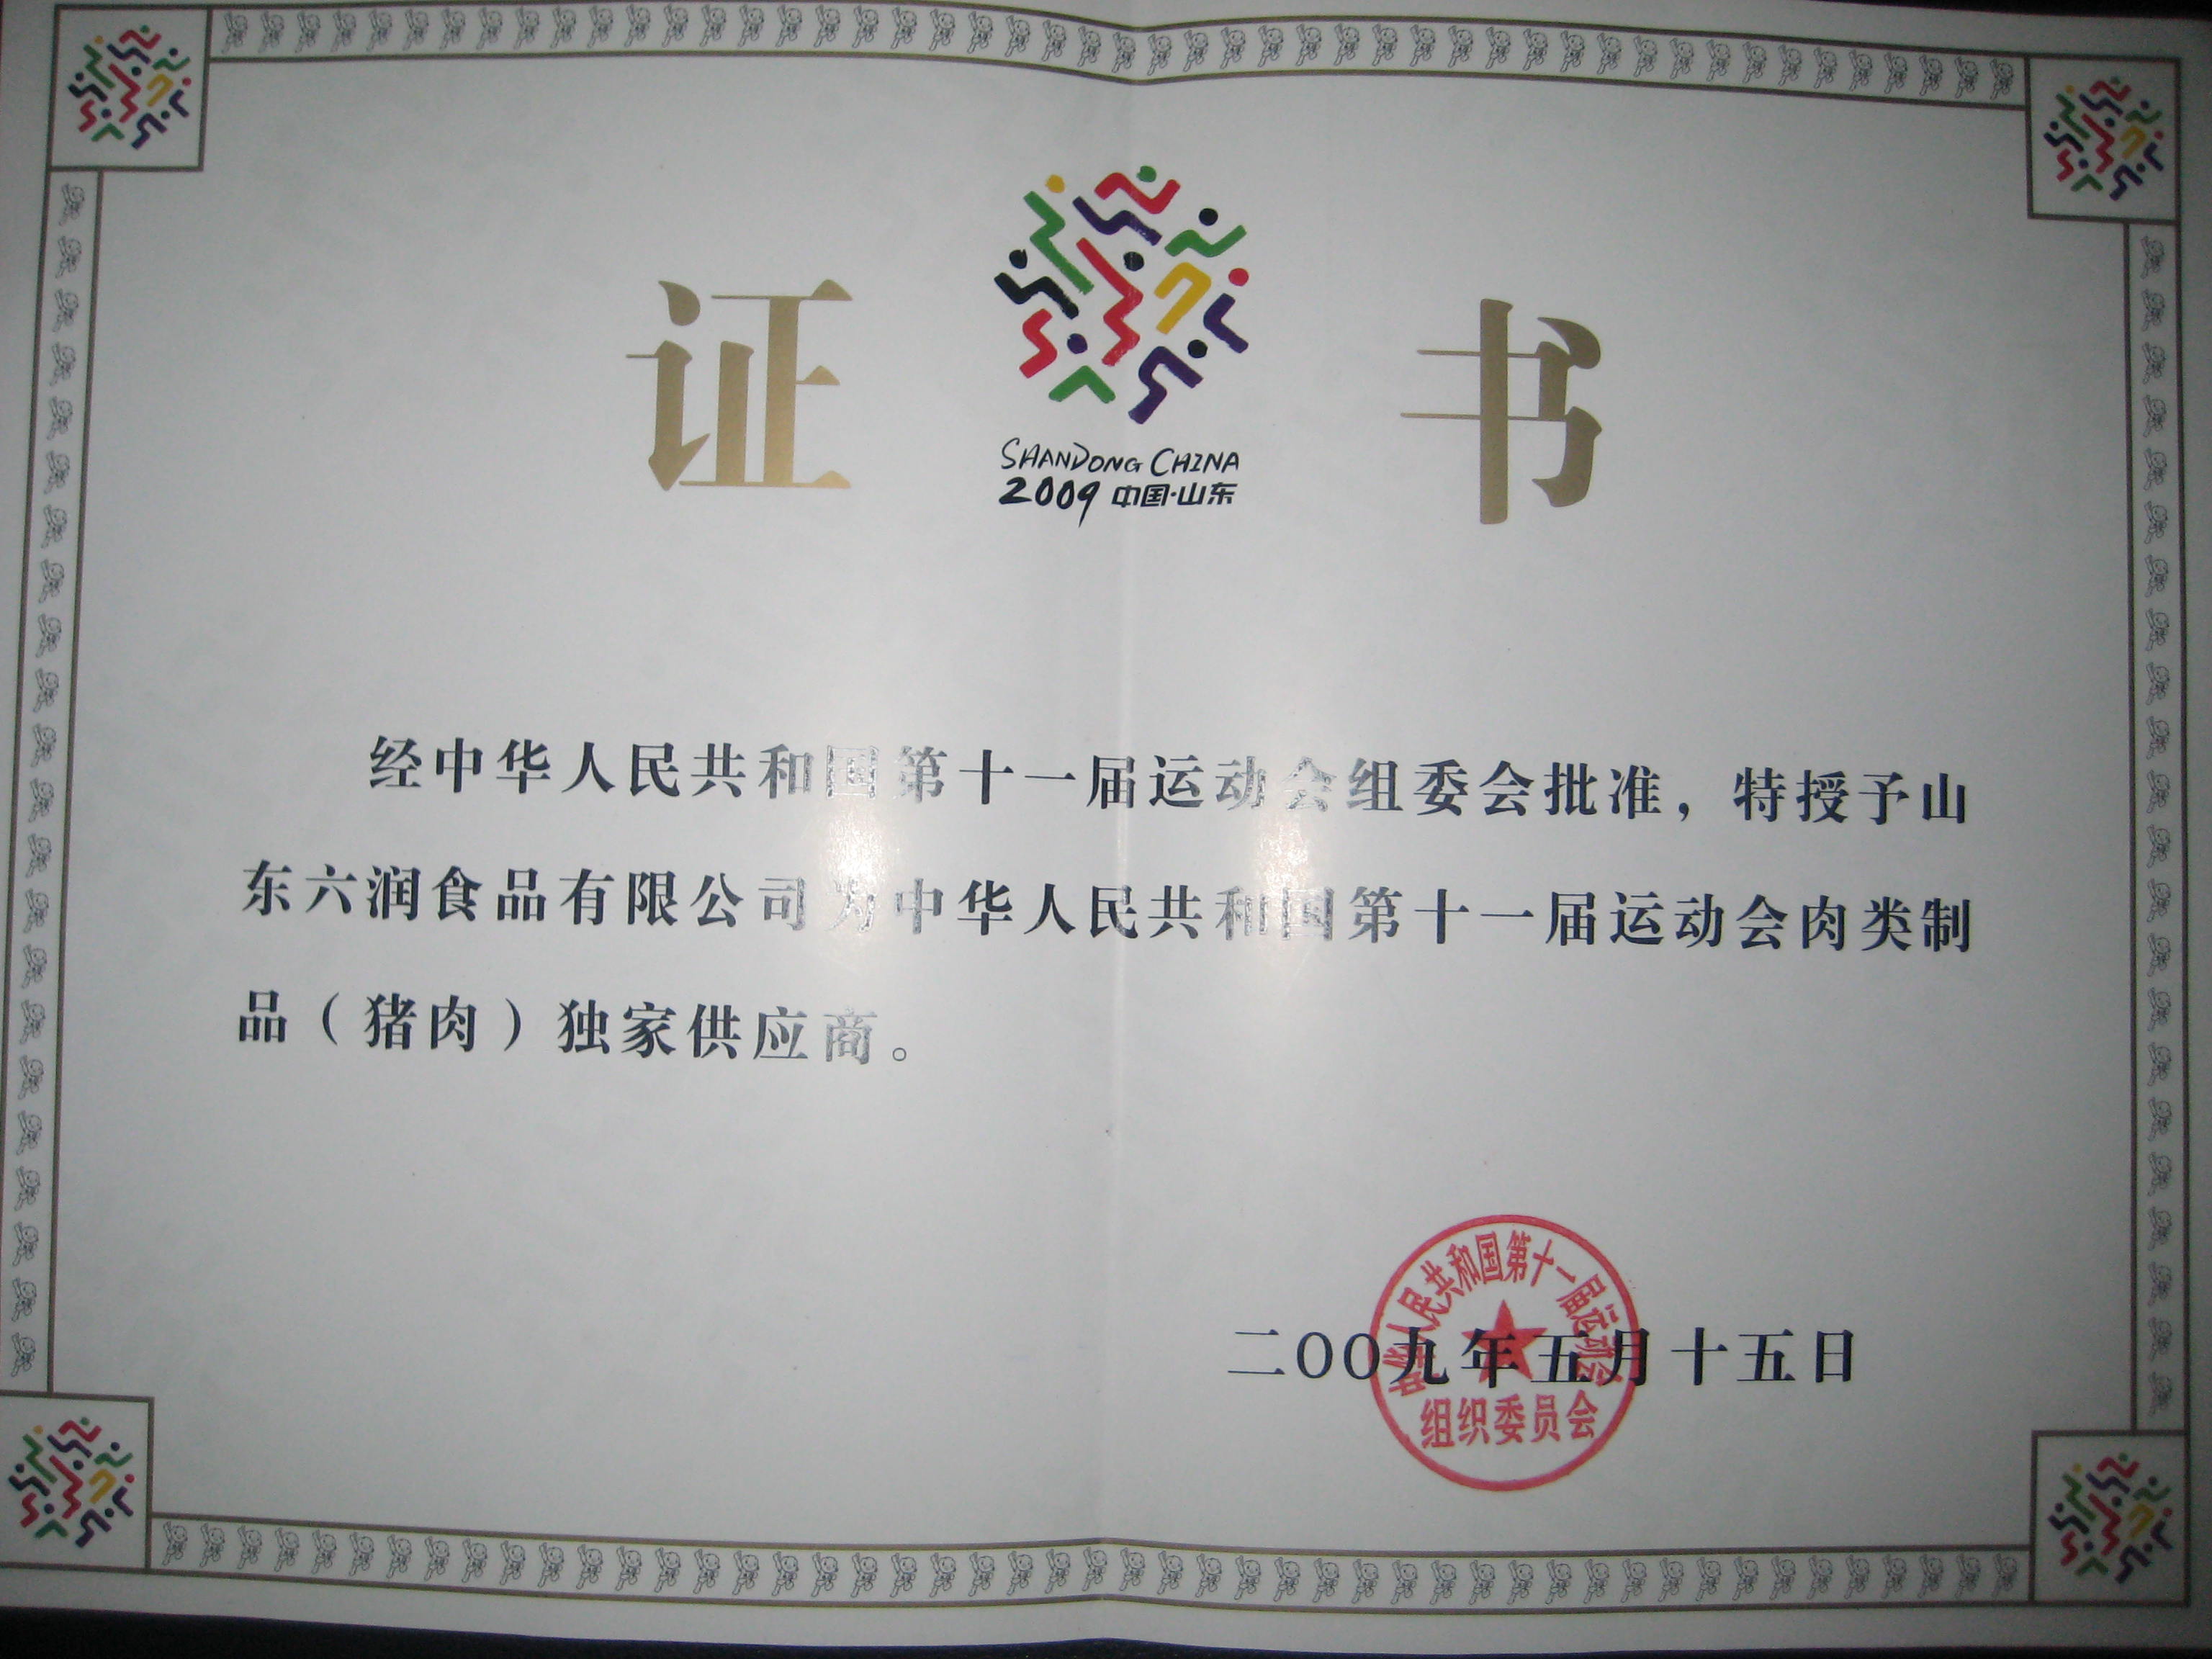 证书
SHANDONG CHINA
2009 中国·山东
经中华人民共和国第十一届运动会组委会批准，特授予山
东六润食品有限公司为中华人民共和国第十一届运动会肉类制
品（猪肉）独家供应商。
二〇〇九年五月十五日
中华人民共和国第十一届运动会
组织委员会